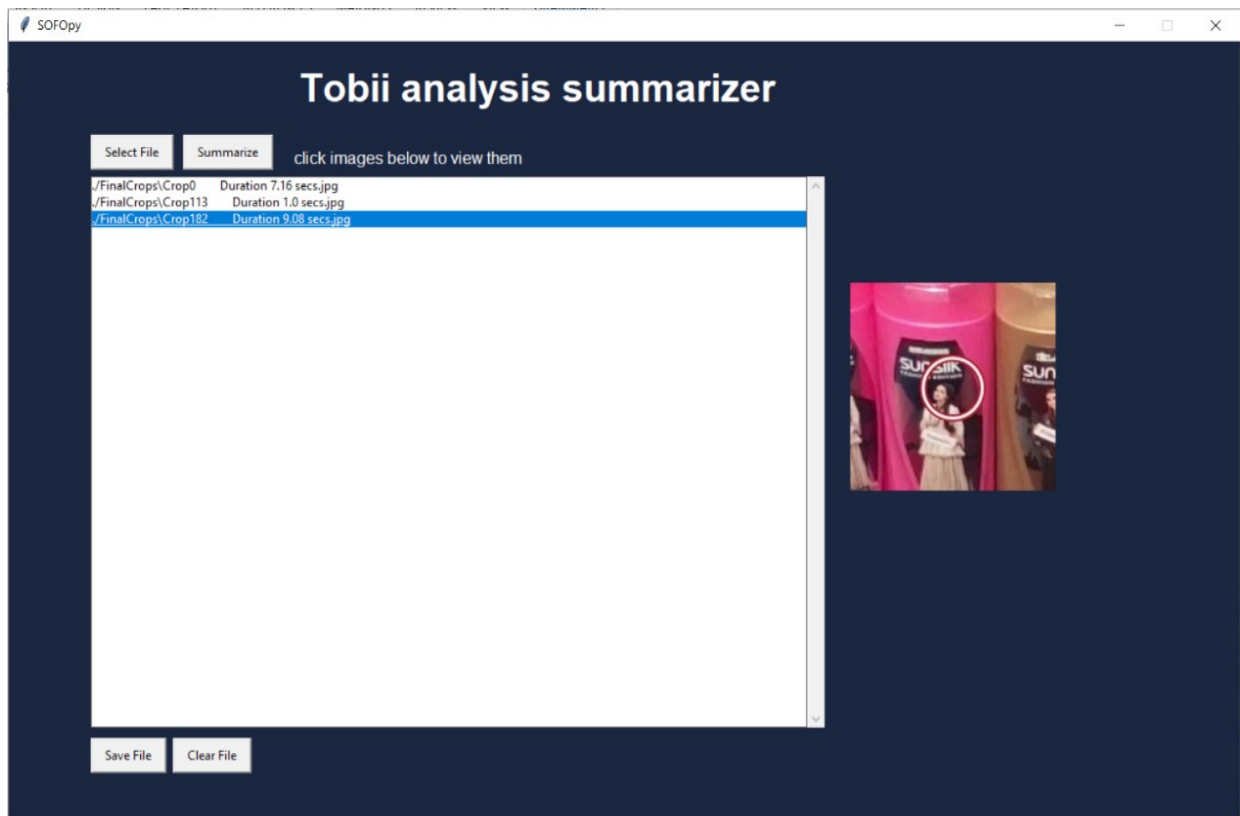 SOFOpy
Tobii analysis summarizer
Select File
Summarize
click images below to view them
./FinalCrops\Crop0 Duration 7.16 secs.jpg
./FinalCrops\Crop113 Duration 1.0 secs.jpg
./FinalCrops\Crop182 Duration 9.08 secs.jpg
SUNSIlK
SUN
Save File
Clear File